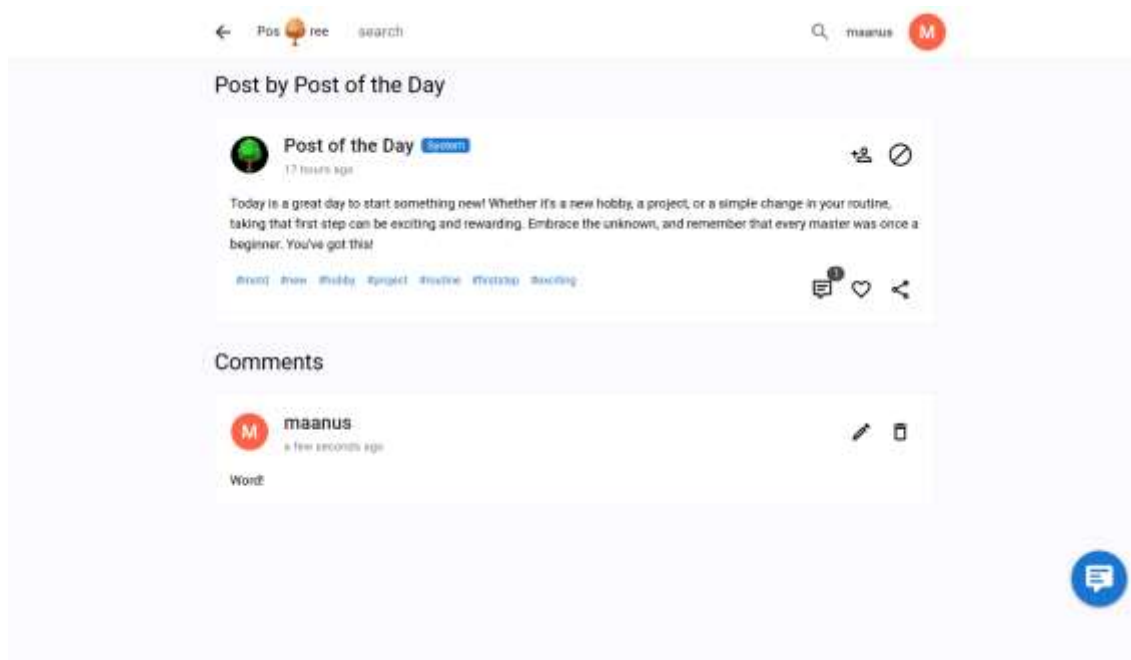 Pos ree search maanus M
Post by Post of the Day
Post of the Day System
17 hours ago
Today is a great day to start something new! Whether it's a new hobby, a project, or a simple change in your routine,
taking that first step can be exciting and rewarding. Embrace the unknown, and remember that every master was once a
beginner. You've got this!
#new #hobby #project #routine #firststep #exciting
1
Comments
M maanus
a few seconds ago
Word!